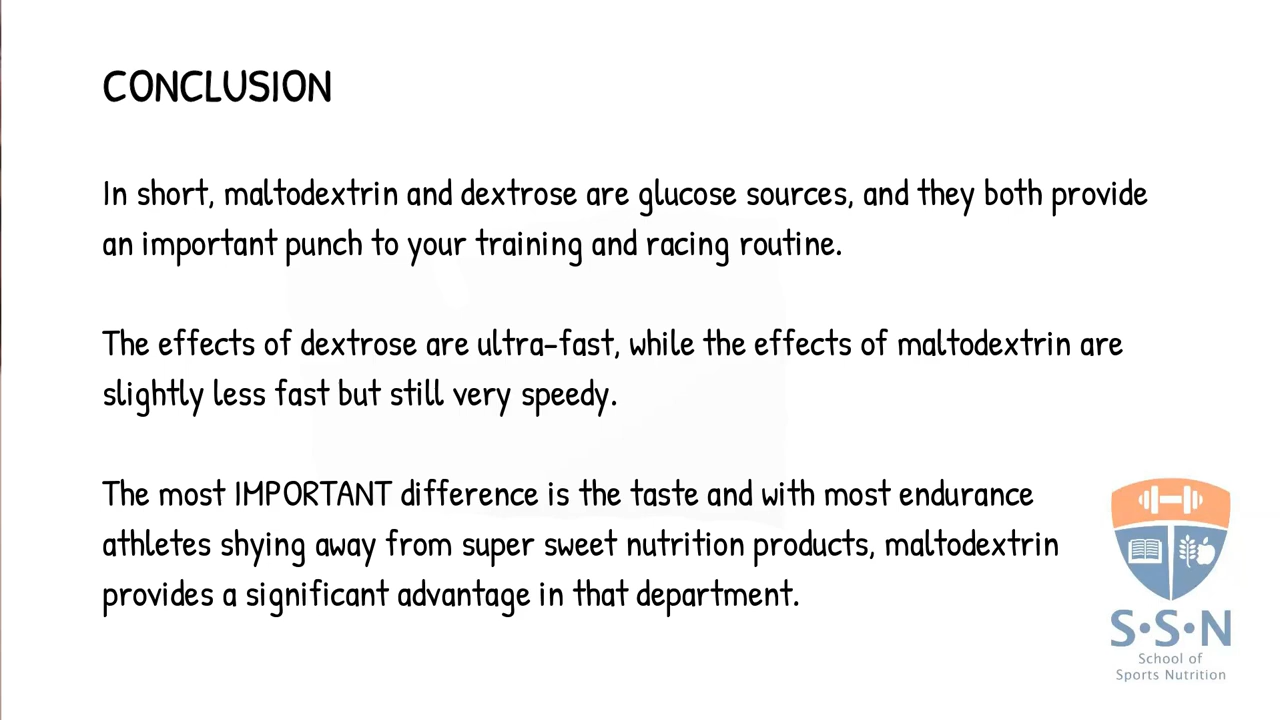 CONCLUSION
In short, maltodextrin and dextrose are glucose sources, and they both provide
an important punch to your training and racing routine.
The effects of dextrose are ultra-fast, while the effects of maltodextrin are
slightly less fast but still very speedy.
The most IMPORTANT difference is the taste and with most endurance
athletes shying away from super sweet nutrition products, maltodextrin
provides a significant advantage in that department.
S•S•N
School of
Sports Nutrition